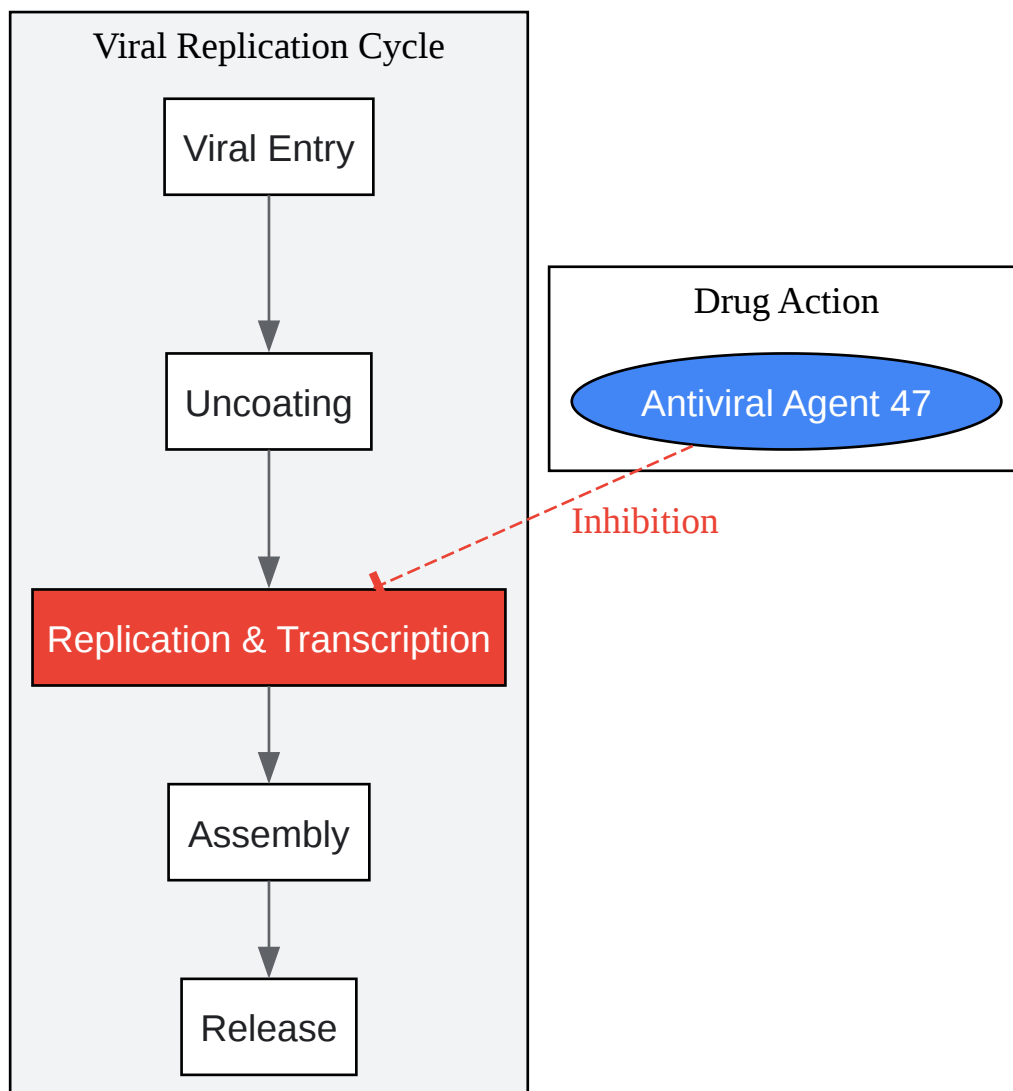 Viral Replication Cycle
Viral Entry
Uncoating
Replication & Transcription
Assembly
Release
Drug Action
Antiviral Agent 47
Inhibition